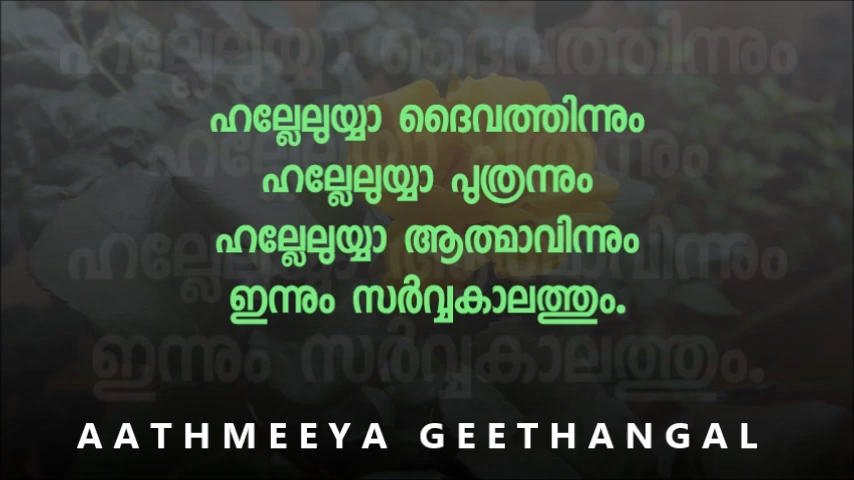 ഹല്ലേലുയ്യാ ദൈവത്തിന്നും
ഹല്ലേലുയ്യാ പുത്രന്നും
ഹല്ലേലുയ്യാ ആത്മാവിന്നും
ഇന്നും സർവ്വകാലത്തും.
AATHMEEYA GEETHANGAL